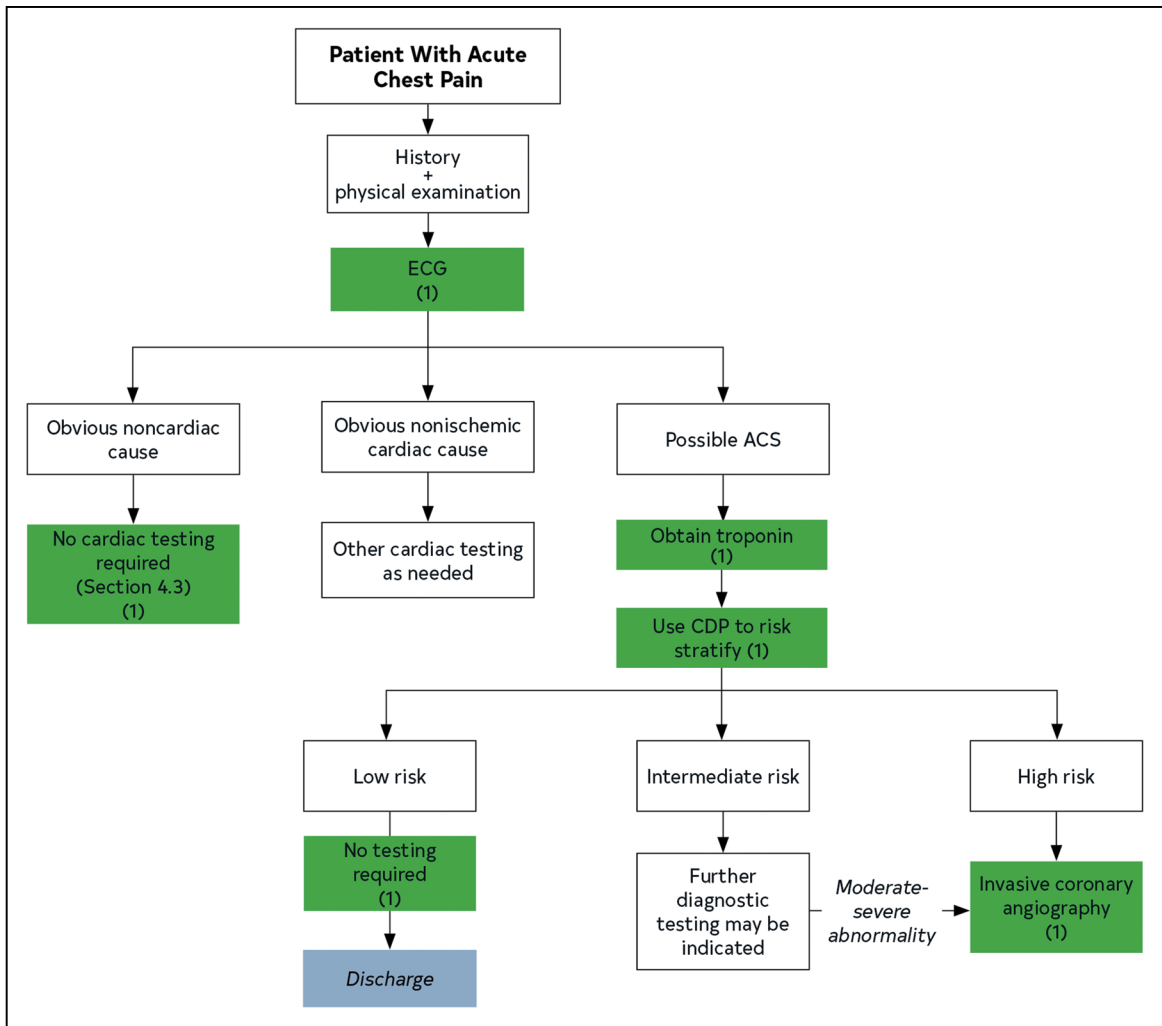 Patient With Acute
Chest Pain
History
+
physical examination
ECG
(1)
Obvious noncardiac
cause
Obvious nonischemic
cardiac cause
Possible ACS
No cardiac testing
required
(Section 4.3)
(1)
Other cardiac testing
as needed
Obtain troponin
(1)
Use CDP to risk
stratify (1)
Low risk
Intermediate risk
High risk
No testing
required
(1)
Further
diagnostic
testing may be
indicated
Moderate-
severe
abnormality
Invasive coronary
angiography
(1)
Discharge